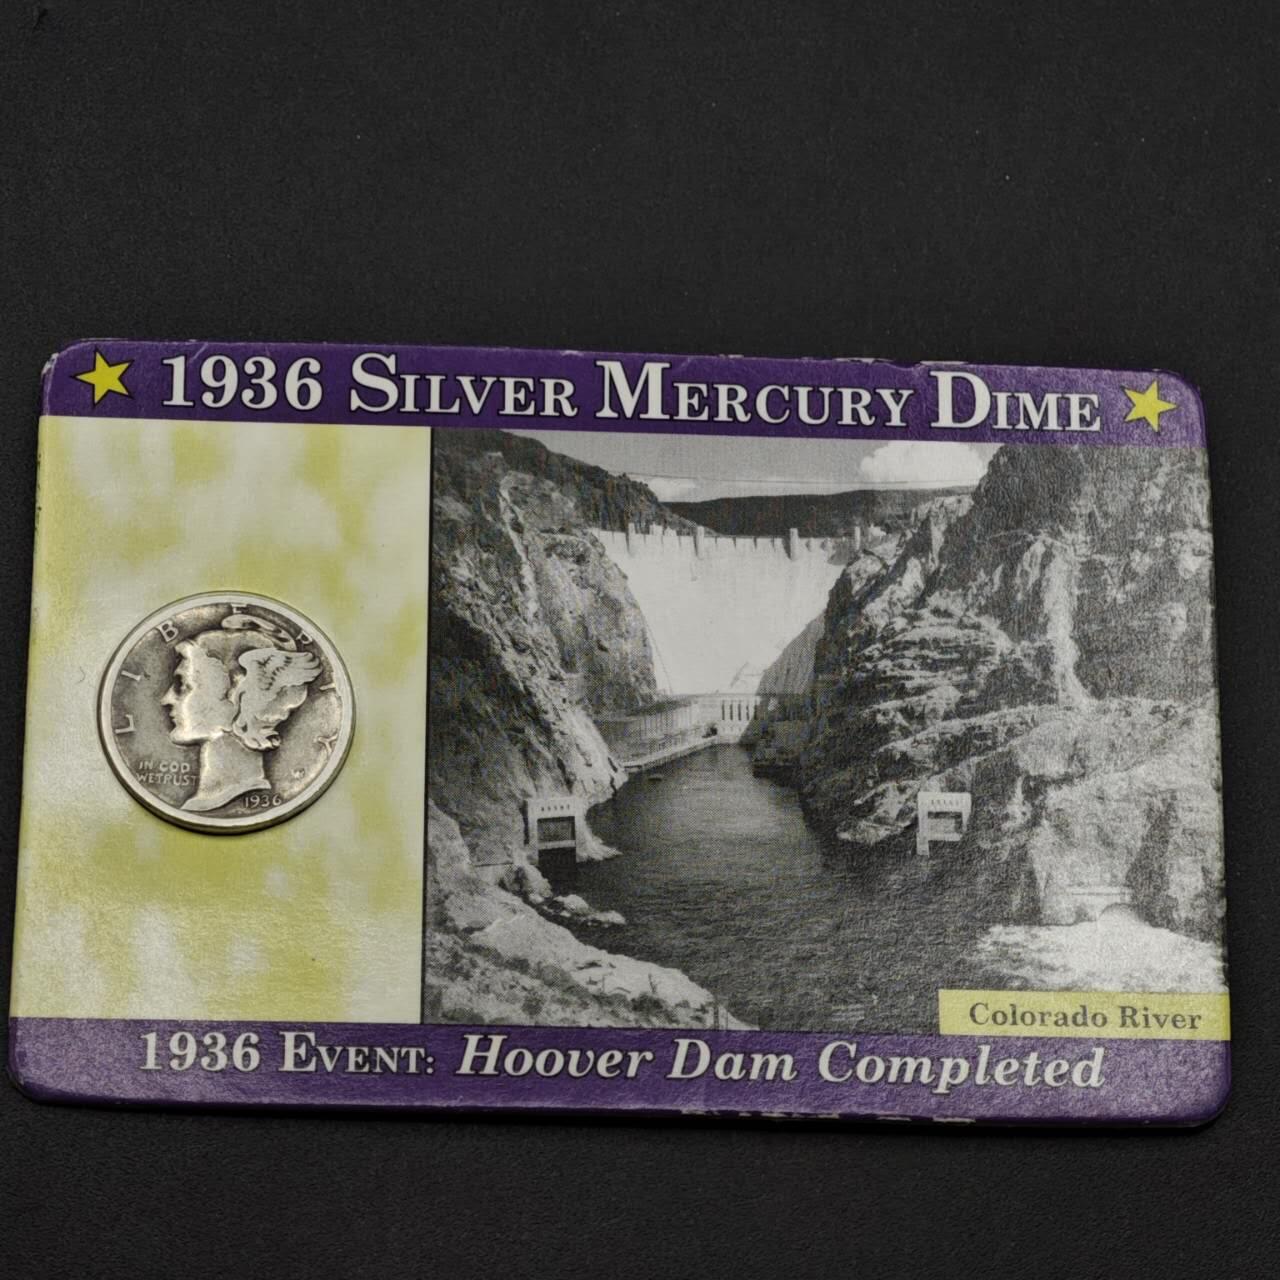 1936 SILVER MERCURY DIME
LIBERTY
IN GOD
WE TRUST
1936
Colorado River
1936 EVENT: Hoover Dam Completed